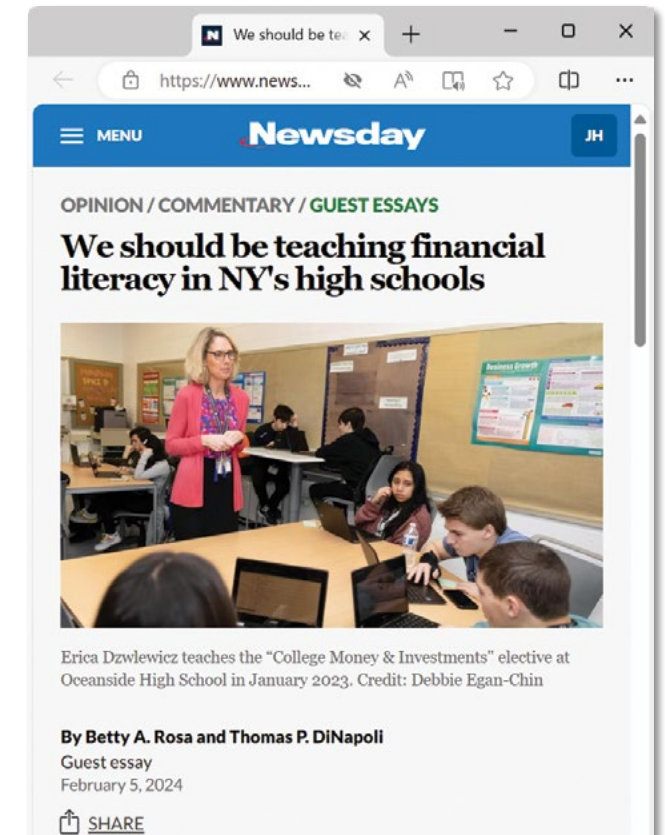 We should be tea
https://www.news...
MENU
Newsday
JH
OPINION / COMMENTARY / GUEST ESSAYS
We should be teaching financial
literacy in NY's high schools
Business Growth
Erica Dzwlewicz teaches the “College Money & Investments” elective at
Oceanside High School in January 2023. Credit: Debbie Egan-Chin
By Betty A. Rosa and Thomas P. DiNapoli
Guest essay
February 5, 2024
SHARE